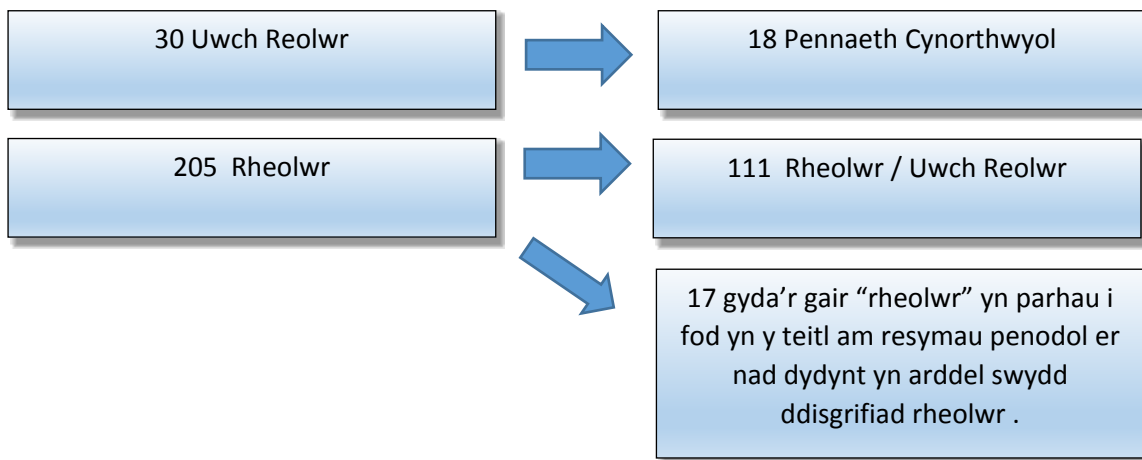 30 Uwch Reolwr
18 Pennaeth Cynorthwyol
205 Rheolwr
111 Rheolwr / Uwch Reolwr
17 gyda’r gair “rheolwr” yn parhau i
fod yn y teitl am resymau penodol er
nad dydynt yn arddel swydd
ddisgrifiad rheolwr .